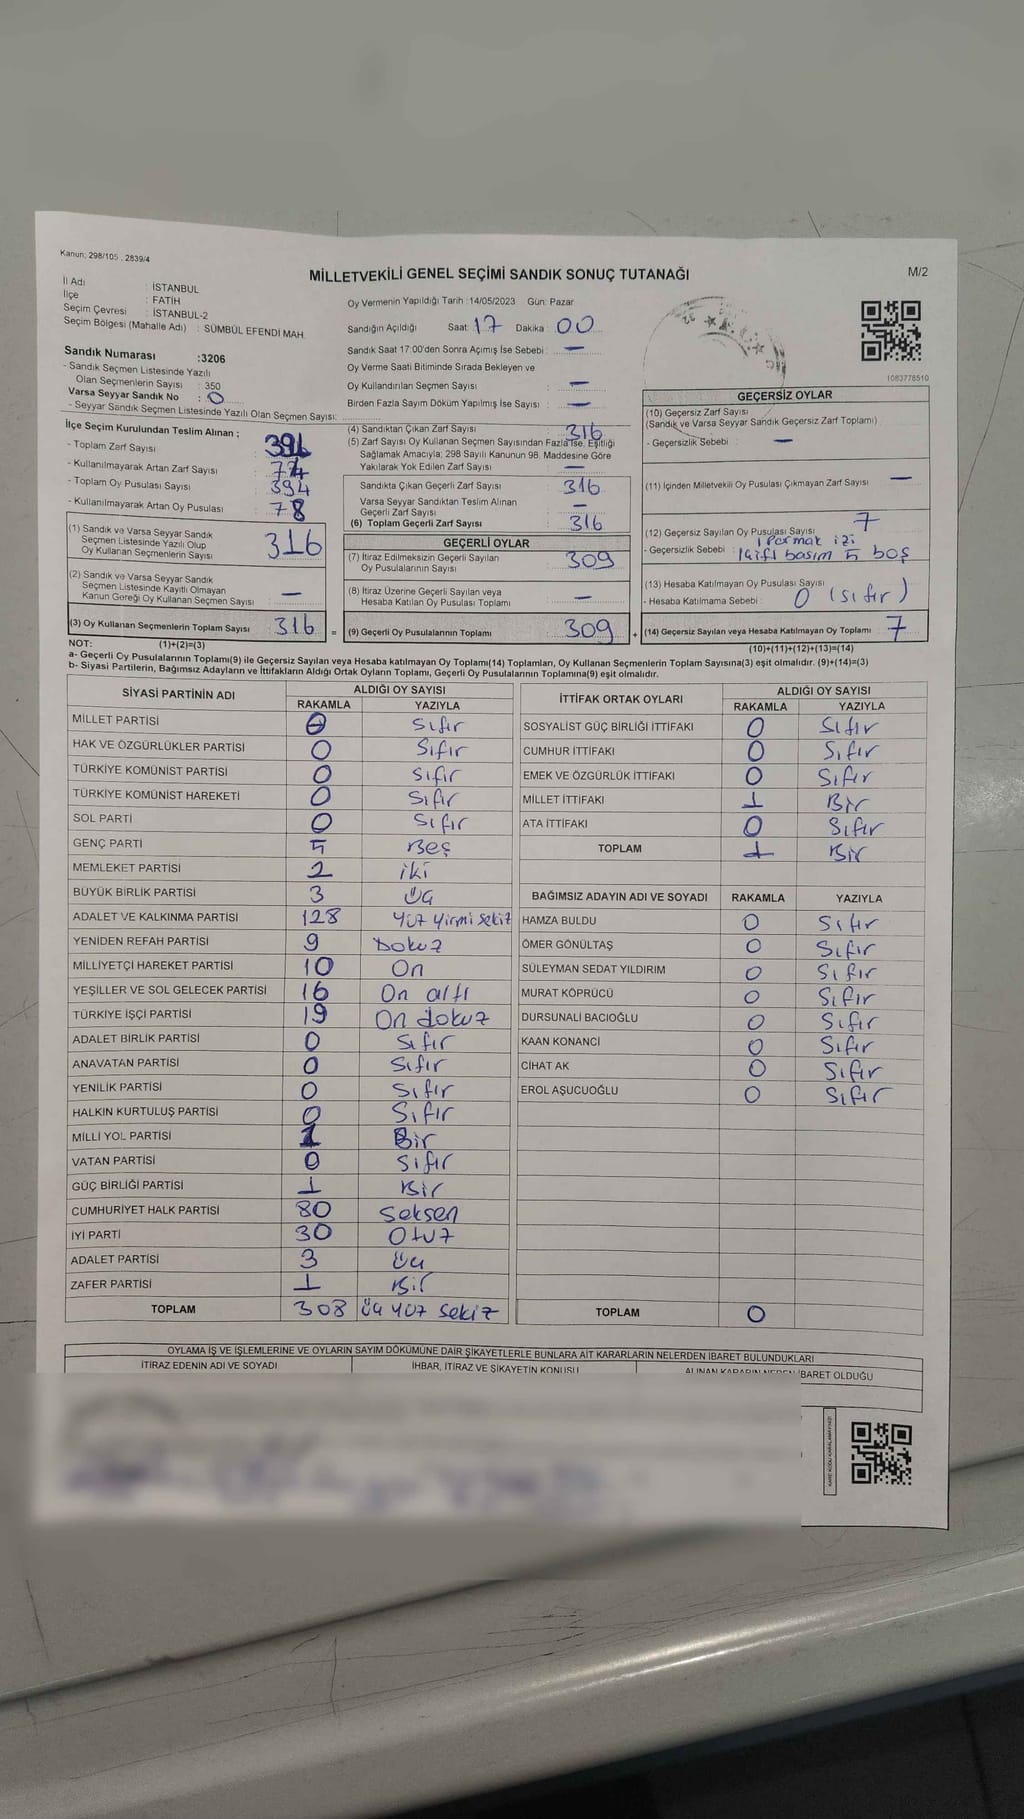 Kanun: 298/105 , 2839/4
MİLLETVEKİLİ GENEL SEÇİMİ SANDIK SONUÇ TUTANAĞI
M/2
İl Adı : İSTANBUL
İlçe : FATİH
Seçim Çevresi : İSTANBUL-2
Seçim Bölgesi (Mahalle Adı) : SÜMBÜL EFENDİ MAH.
Sandık Numarası :3206
- Sandık Seçmen Listesinde Yazılı
Olan Seçmenlerin Sayısı : 350
Varsa Seyyar Sandık No : 0
- Seyyar Sandık Seçmen Listesinde Yazılı Olan Seçmen Sayısı:
Oy Vermenin Yapıldığı Tarih :14/05/2023 Gün: Pazar
Sandığın Açıldığı Saat: 17 Dakika : 00
Sandık Saat 17:00'den Sonra Açımış İse Sebebi : —
Oy Verme Saati Bitiminde Sırada Bekleyen ve
Oy Kullandırılan Seçmen Sayısı : —
Birden Fazla Sayım Döküm Yapılmış İse Sayısı : —
1083778510
İlçe Seçim Kurulundan Teslim Alınan ;
- Toplam Zarf Sayısı
- Kullanılmayarak Artan Zarf Sayısı
- Toplam Oy Pusulası Sayısı 394
- Kullanılmayarak Artan Oy Pusulası 78
(1) Sandık ve Varsa Seyyar Sandık
Seçmen Listesinde Yazılı Olup
Oy Kullanan Seçmenlerin Sayısı 316
(2) Sandık ve Varsa Seyyar Sandık
Seçmen Listesinde Kayıtlı Olmayan
Kanun Gereği Oy Kullanan Seçmen Sayısı —
(3) Oy Kullanan Seçmenlerin Toplam Sayısı 316 =
(1)+(2)=(3)
(4) Sandıktan Çıkan Zarf Sayısı 316
(5) Zarf Sayısı Oy Kullanan Seçmen Sayısından Fazla İse, Eşitliği
Sağlamak Amacıyla; 298 Sayılı Kanunun 98. Maddesine Göre
Yakılarak Yok Edilen Zarf Sayısı —
Sandıkta Çıkan Geçerli Zarf Sayısı 316
Varsa Seyyar Sandıktan Teslim Alınan
Geçerli Zarf Sayısı —
(6) Toplam Geçerli Zarf Sayısı 316
GEÇERLİ OYLAR
(7) İtiraz Edilmeksizin Geçerli Sayılan
Oy Pusulalarının Sayısı 309
(8) İtiraz Üzerine Geçerli Sayılan veya
Hesaba Katılan Oy Pusulası Toplamı —
(9) Geçerli Oy Pusulalarının Toplamı 309 +
GEÇERSİZ OYLAR
(10) Geçersiz Zarf Sayısı
(Sandık ve Varsa Seyyar Sandık Geçersiz Zarf Toplamı)
- Geçersizlik Sebebi : —
(11) İçinden Milletvekili Oy Pusulası Çıkmayan Zarf Sayısı —
(12) Geçersiz Sayılan Oy Pusulası Sayısı 7
1 Parmak izi
- Geçersizlik Sebebi : 1 çift basım 5 boş
(13) Hesaba Katılmayan Oy Pusulası Sayısı
- Hesaba Katılmama Sebebi : 0 (sıfır)
(14) Geçersiz Sayılan veya Hesaba Katılmayan Oy Toplamı 7
(10)+(11)+(12)+(13)=(14)
NOT:
a- Geçerli Oy Pusulalarının Toplamı(9) ile Geçersiz Sayılan veya Hesaba katılmayan Oy Toplamı(14) Toplamları, Oy Kullanan Seçmenlerin Toplam Sayısına(3) eşit olmalıdır. (9)+(14)=(3)
b- Siyasi Partilerin, Bağımsız Adayların ve İttifakların Aldığı Ortak Oyların Toplamı, Geçerli Oy Pusulalarının Toplamına(9) eşit olmalıdır.
SİYASİ PARTİNİN ADI ALDIĞI OY SAYISI
RAKAMLA YAZIYLA
MİLLET PARTİSİ 0 Sıfır
HAK VE ÖZGÜRLÜKLER PARTİSİ 0 Sıfır
TÜRKİYE KOMÜNİST PARTİSİ 0 Sıfır
TÜRKİYE KOMÜNİST HAREKETİ 0 Sıfır
SOL PARTİ 0 Sıfır
GENÇ PARTİ 5 Beş
MEMLEKET PARTİSİ 2 iki
BÜYÜK BİRLİK PARTİSİ 3 üç
ADALET VE KALKINMA PARTİSİ 128 Yüz Yirmi Sekiz
YENİDEN REFAH PARTİSİ 9 Dokuz
MİLLİYETÇİ HAREKET PARTİSİ 10 On
YEŞİLLER VE SOL GELECEK PARTİSİ 16 On altı
TÜRKİYE İŞÇİ PARTİSİ 19 On dokuz
ADALET BİRLİK PARTİSİ 0 Sıfır
ANAVATAN PARTİSİ 0 Sıfır
YENİLİK PARTİSİ 0 Sıfır
HALKIN KURTULUŞ PARTİSİ 0 Sıfır
MİLLİ YOL PARTİSİ 1 Bir
VATAN PARTİSİ 0 Sıfır
GÜÇ BİRLİĞİ PARTİSİ 1 Bir
CUMHURİYET HALK PARTİSİ 80 Seksen
İYİ PARTİ 30 Otuz
ADALET PARTİSİ 3 üç
ZAFER PARTİSİ 1 Bir
TOPLAM 308 üç yüz sekiz
İTTİFAK ORTAK OYLARI ALDIĞI OY SAYISI
RAKAMLA YAZIYLA
SOSYALİST GÜÇ BİRLİĞİ İTTİFAKI 0 Sıfır
CUMHUR İTTİFAKI 0 Sıfır
EMEK VE ÖZGÜRLÜK İTTİFAKI 0 Sıfır
MİLLET İTTİFAKI 1 Bir
ATA İTTİFAKI 0 Sıfır
TOPLAM 1 Bir
BAĞIMSIZ ADAYIN ADI VE SOYADI RAKAMLA YAZIYLA
HAMZA BULDU 0 Sıfır
ÖMER GÖNÜLTAŞ 0 Sıfır
SÜLEYMAN SEDAT YILDIRIM 0 Sıfır
MURAT KÖPRÜCÜ 0 Sıfır
DURSUNALİ BACIOĞLU 0 Sıfır
KAAN KONANCİ 0 Sıfır
CİHAT AK 0 Sıfır
EROL AŞUCUOĞLU 0 Sıfır
TOPLAM 0
OYLAMA İŞ VE İŞLEMLERİNE VE OYLARIN SAYIM DÖKÜMÜNE DAİR ŞİKAYETLERLE BUNLARA AİT KARARLARIN NELERDEN İBARET BULUNDUKLARI
İTİRAZ EDENİN ADI VE SOYADI İHBAR, İTİRAZ VE ŞİKAYETİN KONUSU ALINAN KARARIN NEDEN İBARET OLDUĞU